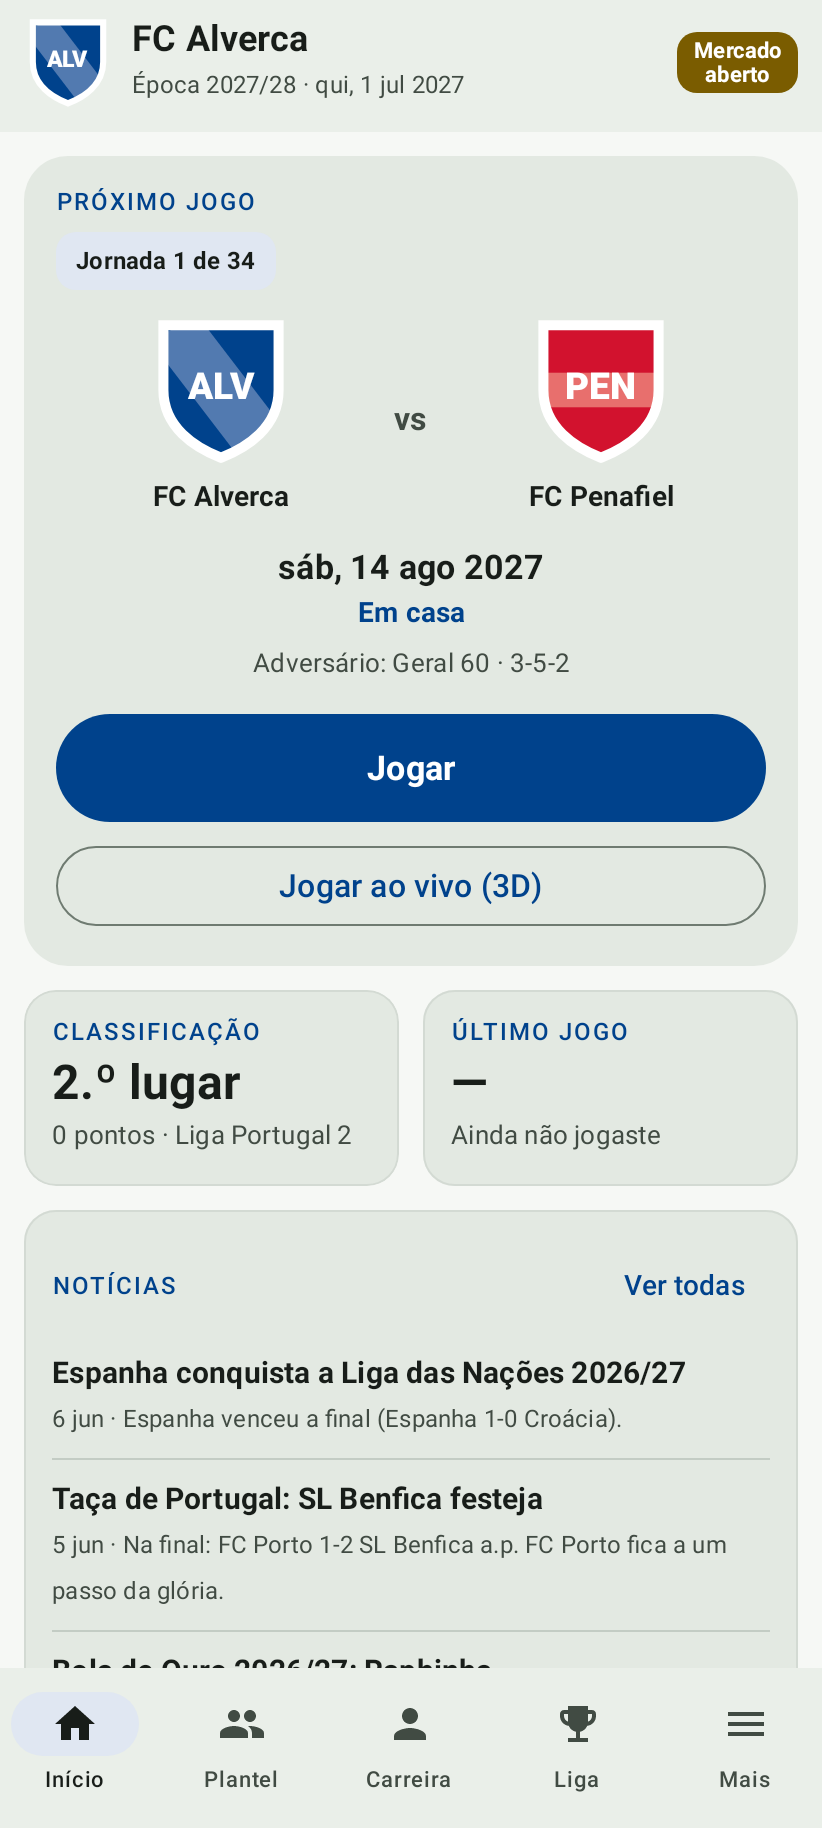 ALV
FC Alverca
Época 2027/28 · qui, 1 jul 2027
Mercado
aberto
PRÓXIMO JOGO
Jornada 1 de 34
ALV
vs
PEN
FC Alverca
FC Penafiel
sáb, 14 ago 2027
Em casa
Adversário: Geral 60 · 3-5-2
Jogar
Jogar ao vivo (3D)
CLASSIFICAÇÃO
2.º lugar
0 pontos · Liga Portugal 2
ÚLTIMO JOGO
—
Ainda não jogaste
NOTÍCIAS
Ver todas
Espanha conquista a Liga das Nações 2026/27
6 jun · Espanha venceu a final (Espanha 1-0 Croácia).
Taça de Portugal: SL Benfica festeja
5 jun · Na final: FC Porto 1-2 SL Benfica a.p. FC Porto fica a um
passo da glória.
Início
Plantel
Carreira
Liga
Mais